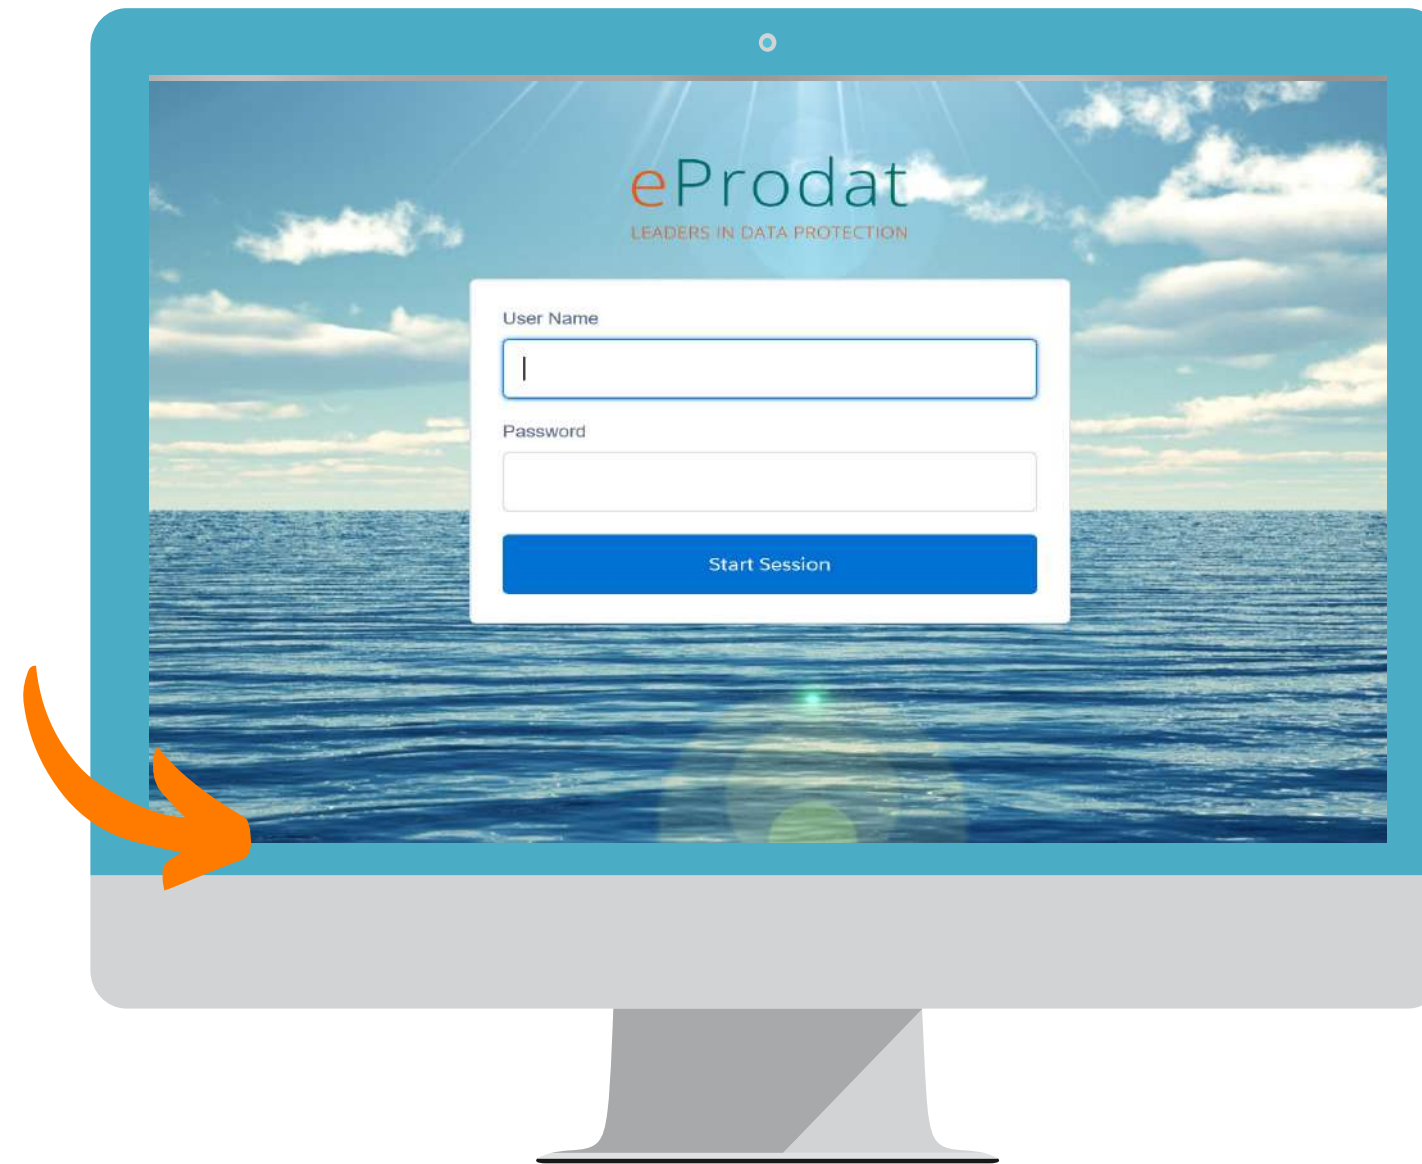 eProdat
LEADERS IN DATA PROTECTION
User Name
Password
Start Session